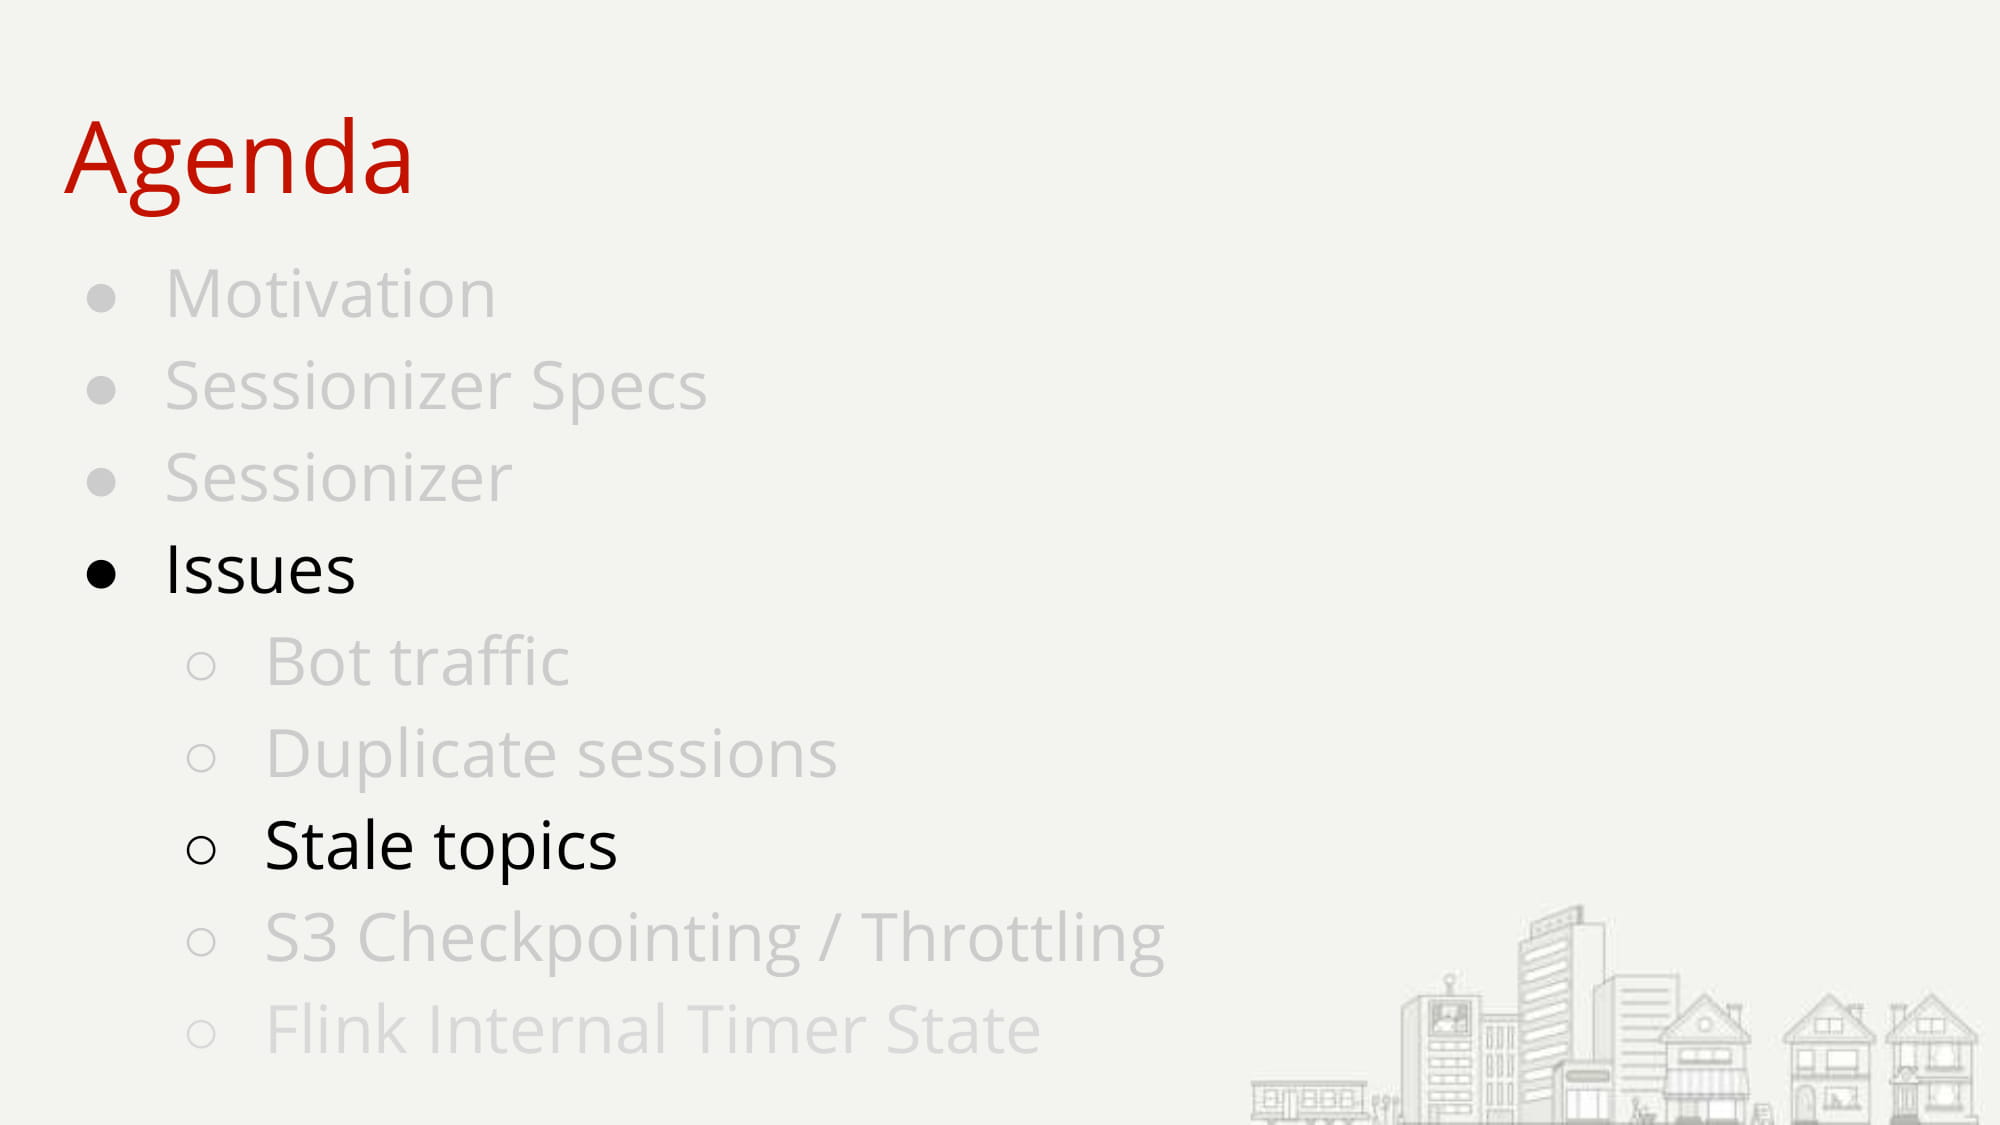 Agenda
● Motivation
● Sessionizer Specs
● Sessionizer
● Issues
○ Bot traffic
○ Duplicate sessions
○ Stale topics
○ S3 Checkpointing / Throttling
○ Flink Internal Timer State